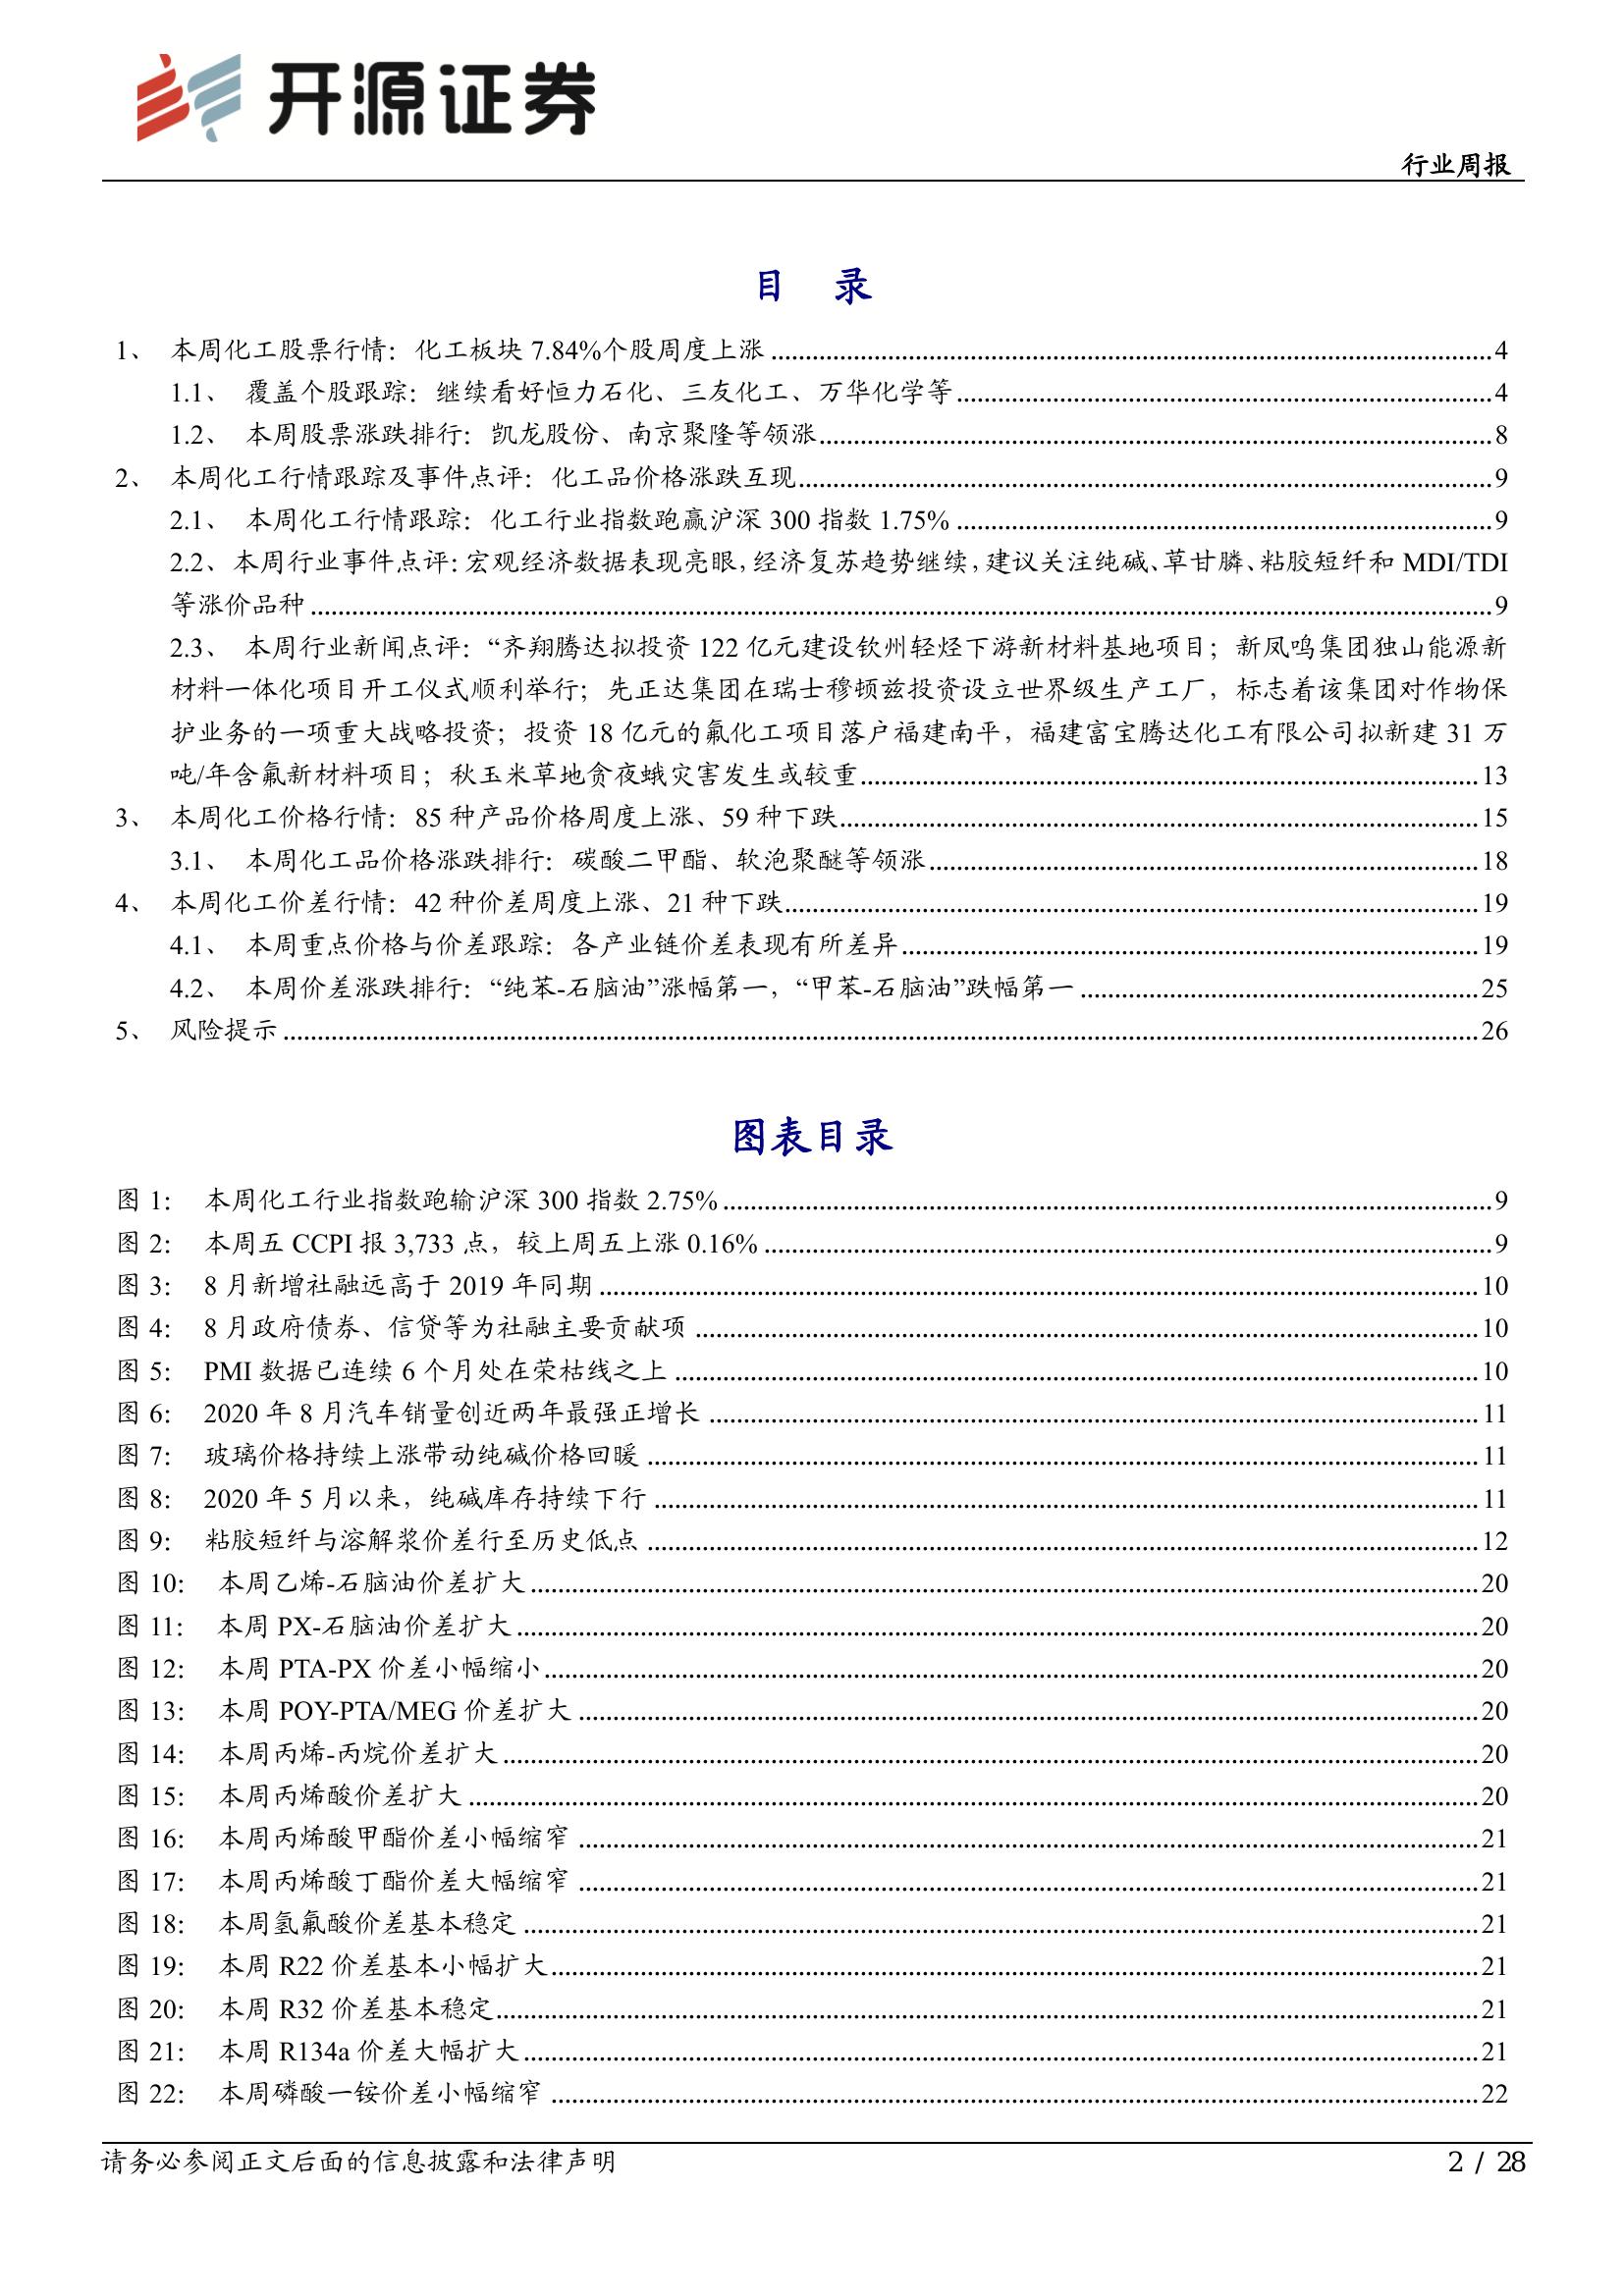 开源证券
行业周报
目 录
1、 本周化工股票行情：化工板块 7.84%个股周度上涨 ........ 4
1.1、 覆盖个股跟踪：继续看好恒力石化、三友化工、万华化学等 ........ 4
1.2、 本周股票涨跌排行：凯龙股份、南京聚隆等领涨 ........ 8
2、 本周化工行情跟踪及事件点评：化工品价格涨跌互现 ........ 9
2.1、 本周化工行情跟踪：化工行业指数跑赢沪深 300 指数 1.75% ........ 9
2.2、本周行业事件点评：宏观经济数据表现亮眼，经济复苏趋势继续，建议关注纯碱、草甘膦、粘胶短纤和 MDI/TDI
等涨价品种 ........ 9
2.3、 本周行业新闻点评：“齐翔腾达拟投资 122 亿元建设钦州轻烃下游新材料基地项目；新凤鸣集团独山能源新
材料一体化项目开工仪式顺利举行；先正达集团在瑞士穆顿兹投资设立世界级生产工厂，标志着该集团对作物保
护业务的一项重大战略投资；投资 18 亿元的氟化工项目落户福建南平，福建富宝腾达化工有限公司拟新建 31 万
吨/年含氟新材料项目；秋玉米草地贪夜蛾灾害发生或较重 ........ 13
3、 本周化工价格行情：85 种产品价格周度上涨、59 种下跌 ........ 15
3.1、 本周化工品价格涨跌排行：碳酸二甲酯、软泡聚醚等领涨 ........ 18
4、 本周化工价差行情：42 种价差周度上涨、21 种下跌 ........ 19
4.1、 本周重点价格与价差跟踪：各产业链价差表现有所差异 ........ 19
4.2、 本周价差涨跌排行：“纯苯-石脑油”涨幅第一，“甲苯-石脑油”跌幅第一 ........ 25
5、 风险提示 ........ 26
图表目录
图 1： 本周化工行业指数跑输沪深 300 指数 2.75% ........ 9
图 2： 本周五 CCPI 报 3,733 点，较上周五上涨 0.16% ........ 9
图 3： 8 月新增社融远高于 2019 年同期 ........ 10
图 4： 8 月政府债券、信贷等为社融主要贡献项 ........ 10
图 5： PMI 数据已连续 6 个月处在荣枯线之上 ........ 10
图 6： 2020 年 8 月汽车销量创近两年最强正增长 ........ 11
图 7： 玻璃价格持续上涨带动纯碱价格回暖 ........ 11
图 8： 2020 年 5 月以来，纯碱库存持续下行 ........ 11
图 9： 粘胶短纤与溶解浆价差行至历史低点 ........ 12
图 10： 本周乙烯-石脑油价差扩大 ........ 20
图 11： 本周 PX-石脑油价差扩大 ........ 20
图 12： 本周 PTA-PX 价差小幅缩小 ........ 20
图 13： 本周 POY-PTA/MEG 价差扩大 ........ 20
图 14： 本周丙烯-丙烷价差扩大 ........ 20
图 15： 本周丙烯酸价差扩大 ........ 20
图 16： 本周丙烯酸甲酯价差小幅缩窄 ........ 21
图 17： 本周丙烯酸丁酯价差大幅缩窄 ........ 21
图 18： 本周氢氟酸价差基本稳定 ........ 21
图 19： 本周 R22 价差基本小幅扩大 ........ 21
图 20： 本周 R32 价差基本稳定 ........ 21
图 21： 本周 R134a 价差大幅扩大 ........ 21
图 22： 本周磷酸一铵价差小幅缩窄 ........ 22
请务必参阅正文后面的信息披露和法律声明 2 / 28